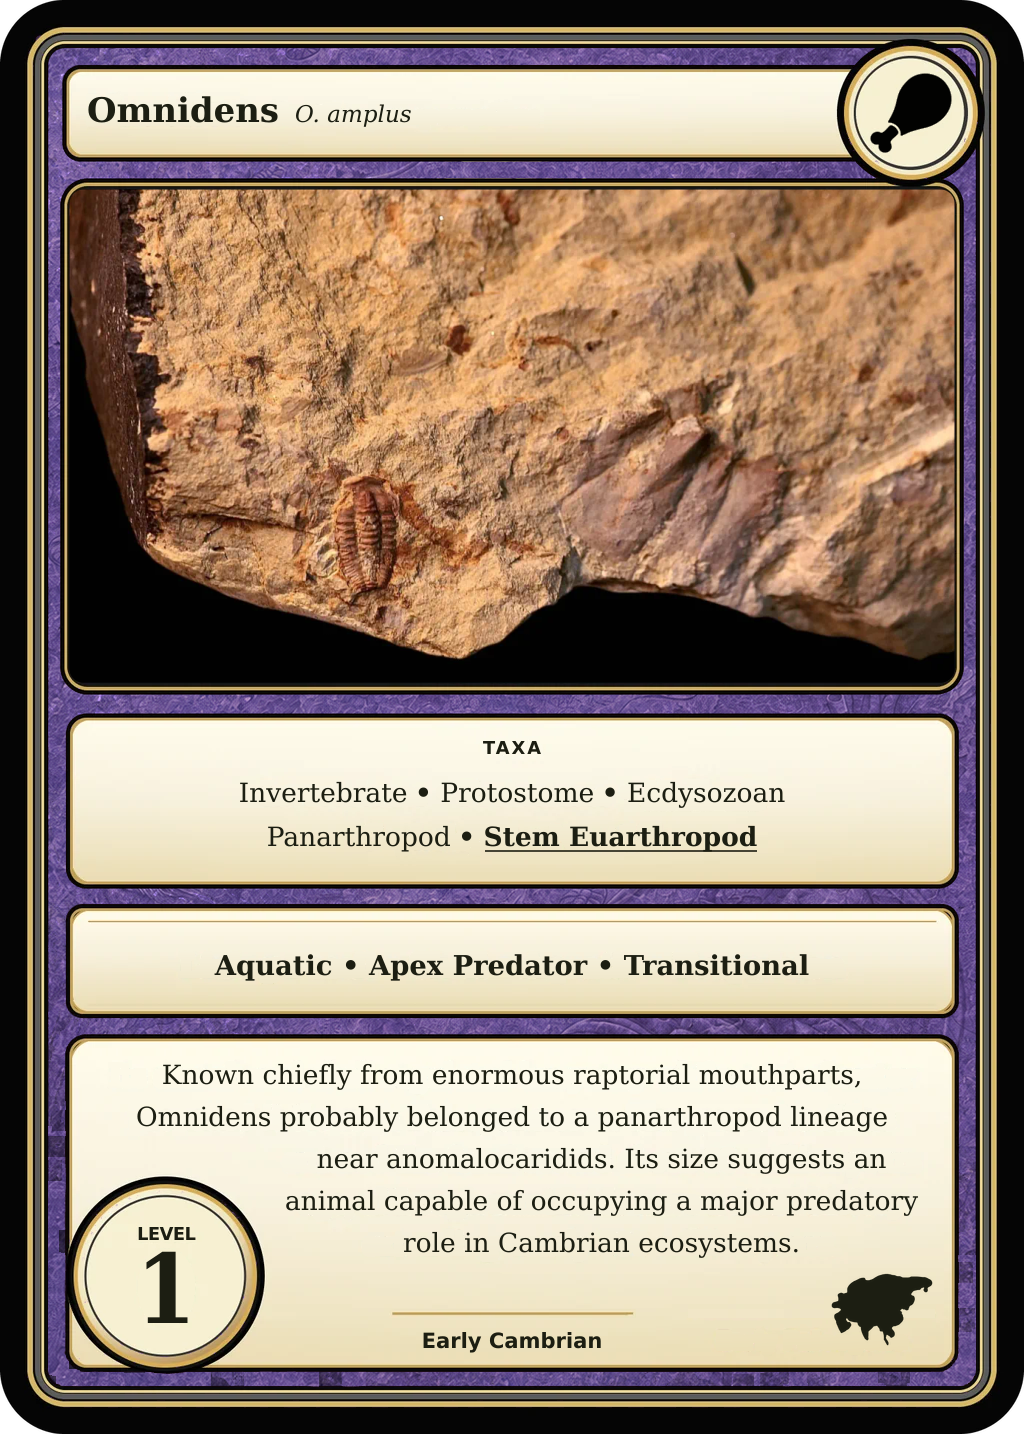 Omnidens O. amplus
TAXA
Invertebrate • Protostome • Ecdysozoan
Panarthropod • Stem Euarthropod
Aquatic • Apex Predator • Transitional
Known chiefly from enormous raptorial mouthparts,
Omnidens probably belonged to a panarthropod lineage
near anomalocaridids. Its size suggests an
animal capable of occupying a major predatory
role in Cambrian ecosystems.
LEVEL
1
Early Cambrian